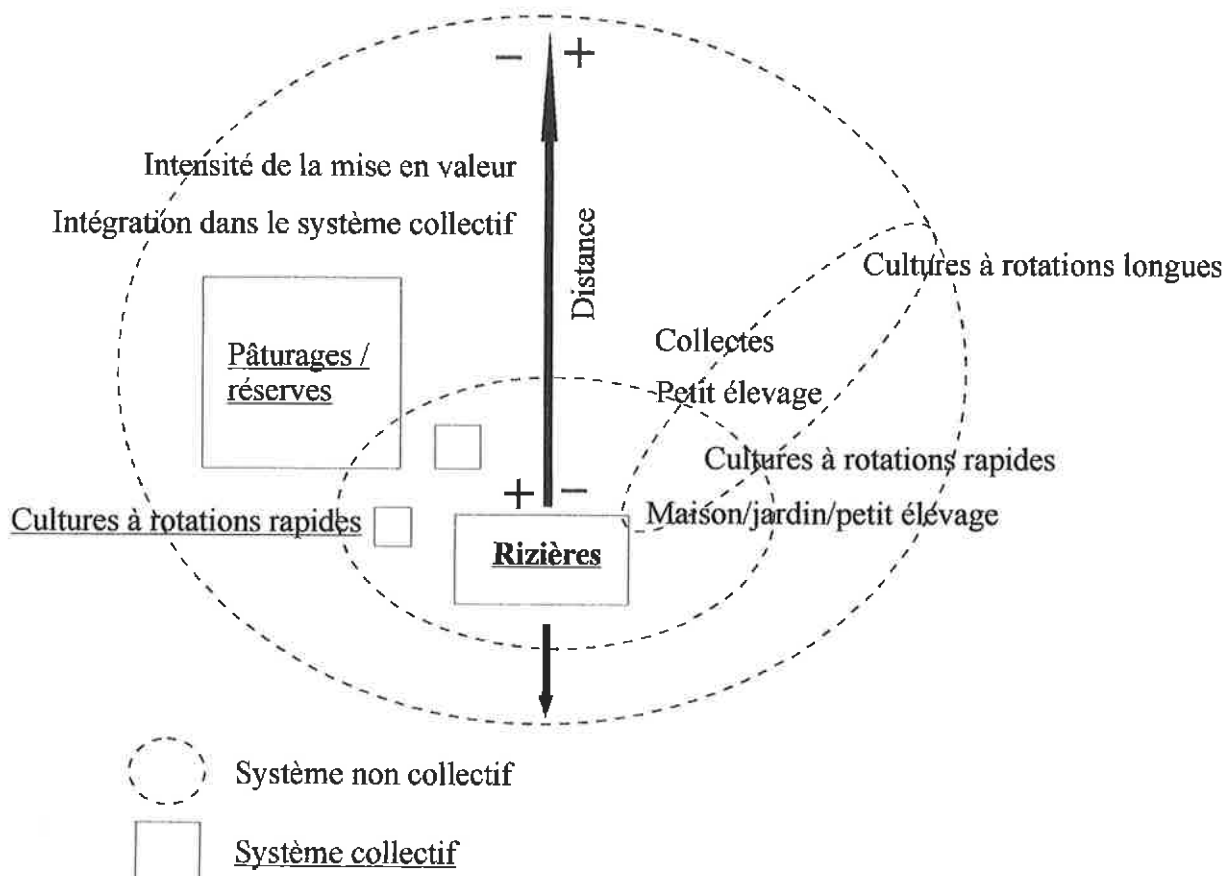 − +
Intensité de la mise en valeur
Intégration dans le système collectif
Distance
Cultures à rotations longues
Collectes
Pâturages /
réserves
Petit élevage
Cultures à rotations rapides
+ −
Cultures à rotations rapides
Maison/jardin/petit élevage
Rizières
Système non collectif
Système collectif